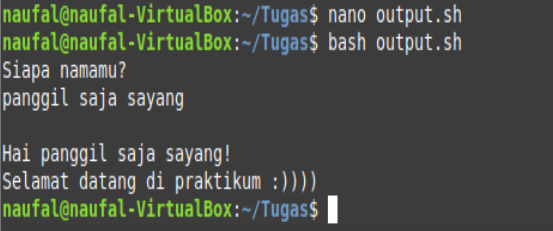 naufal@naufal-VirtualBox:~/Tugas$ nano output.sh
naufal@naufal-VirtualBox:~/Tugas$ bash output.sh
Siapa namamu?
panggil saja sayang

Hai panggil saja sayang!
Selamat datang di praktikum :))))
naufal@naufal-VirtualBox:~/Tugas$